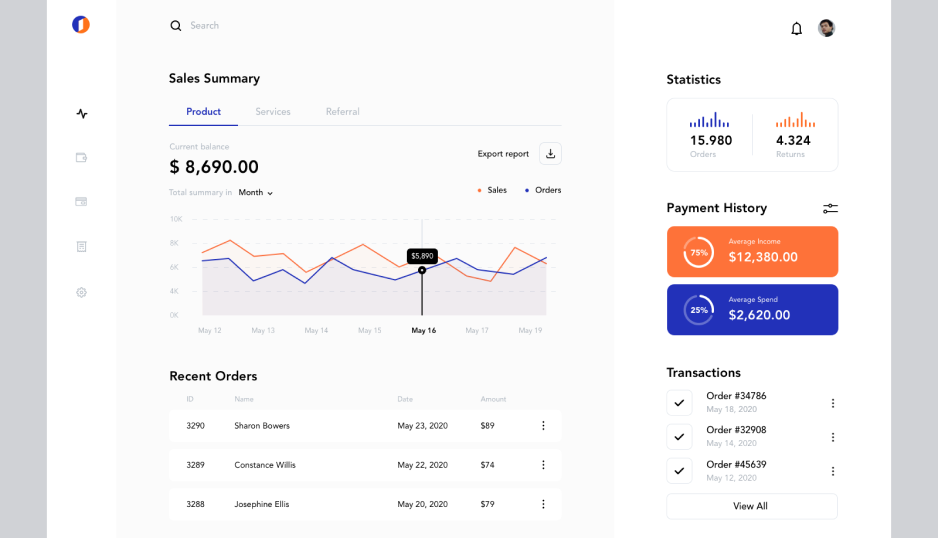 Search
Sales Summary
Product Services Referral
Current balance
$ 8,690.00
Export report
Total summary in Month
Sales Orders
10K
8K
6K
4K
0K
$5,890
May 12 May 13 May 14 May 15 May 16 May 17 May 19
Recent Orders
ID Name Date Amount
3290 Sharon Bowers May 23, 2020 $89
3289 Constance Willis May 22, 2020 $74
3288 Josephine Ellis May 20, 2020 $79
Statistics
15.980 4.324
Orders Returns
Payment History
75%
Average Income
$12,380.00
25%
Average Spend
$2,620.00
Transactions
Order #34786
May 18, 2020
Order #32908
May 14, 2020
Order #45639
May 12, 2020
View All